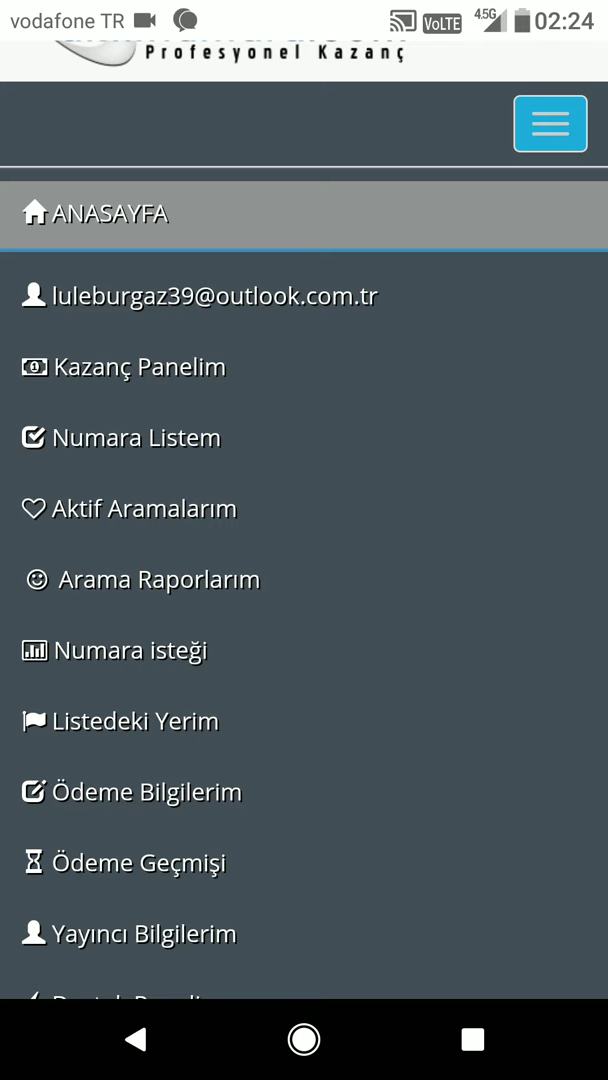 vodafone TR VoLTE 4.5G 02:24
Profesyonel Kazanç
ANASAYFA
luleburgaz39@outlook.com.tr
Kazanç Panelim
Numara Listem
Aktif Aramalarım
Arama Raporlarım
Numara isteği
Listedeki Yerim
Ödeme Bilgilerim
Ödeme Geçmişi
Yayıncı Bilgilerim